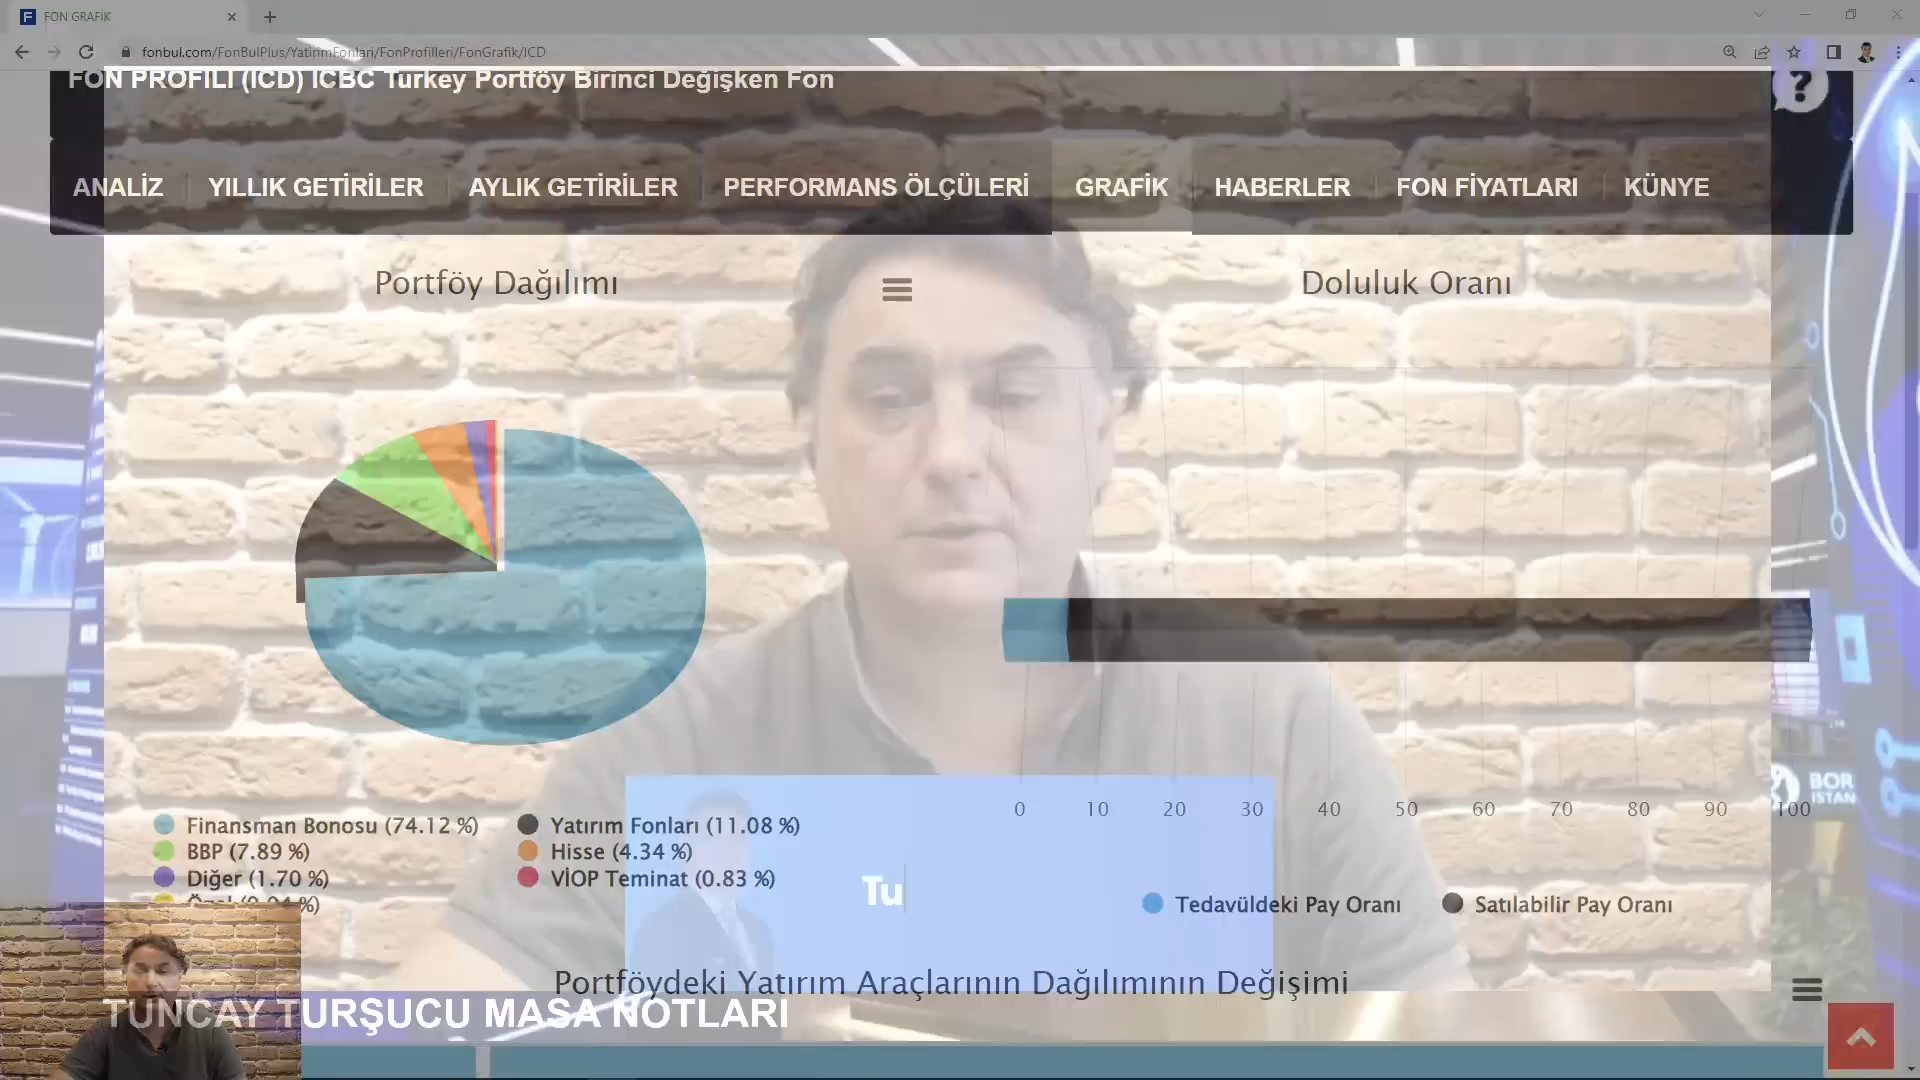 FON GRAFİK
fonbul.com/FonBulPlus/YatirimFonlari/FonProfilleri/FonGrafik/ICD
FON PROFİLİ (ICD) ICBC Turkey Portföy Birinci Değişken Fon
ANALİZ YILLIK GETİRİLER AYLIK GETİRİLER PERFORMANS ÖLÇÜLERİ GRAFİK HABERLER FON FİYATLARI KÜNYE
Portföy Dağılımı
Doluluk Oranı
0 10 20 30 40 50 60 70 80 90 100
Finansman Bonosu (74.12 %)
Yatırım Fonları (11.08 %)
BBP (7.89 %)
Hisse (4.34 %)
Diğer (1.70 %)
VİOP Teminat (0.83 %)
Tedavüldeki Pay Oranı
Satılabilir Pay Oranı
Tu
BOR
İSTAN
Portföydeki Yatırım Araçlarının Dağılımının Değişimi
TUNCAY TURŞUCU MASA NOTLARI